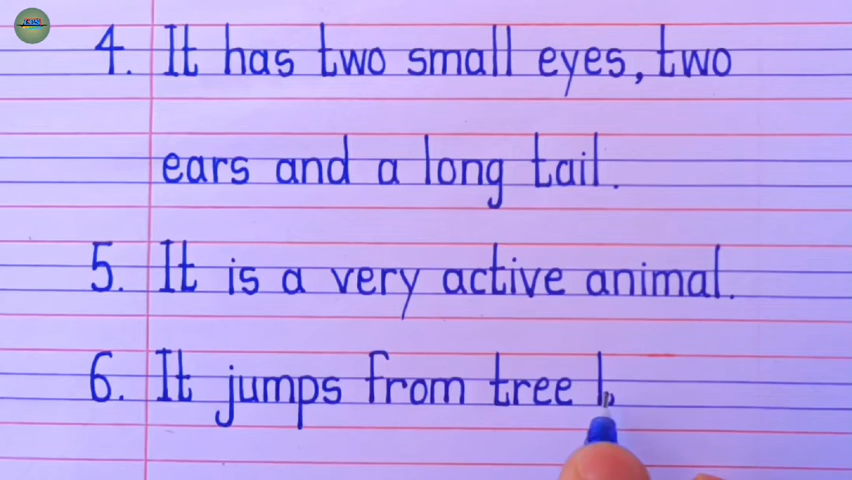 4. It has two small eyes, two
ears and a long tail.
5. It is a very active animal.
6. It jumps from tree